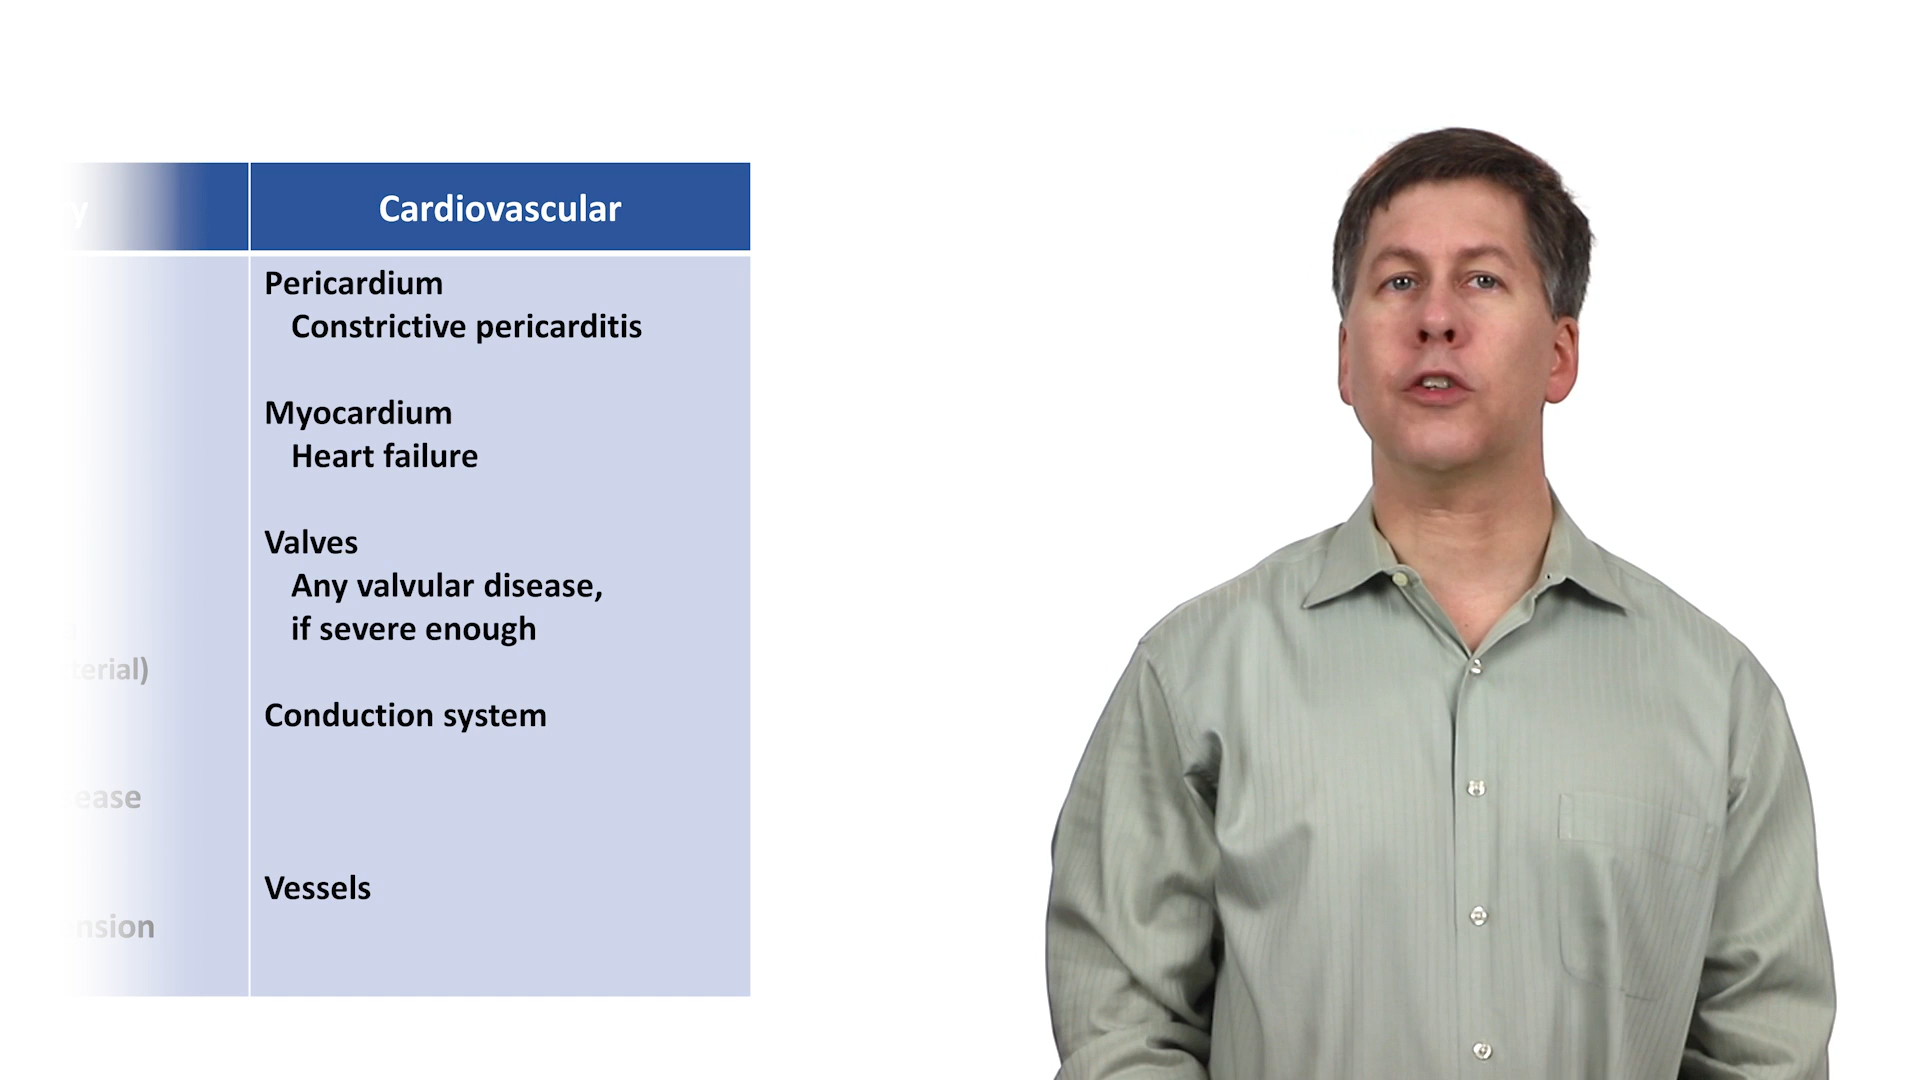 Cardiovascular
Pericardium
Constrictive pericarditis
Myocardium
Heart failure
Valves
Any valvular disease,
if severe enough
Conduction system
Vessels